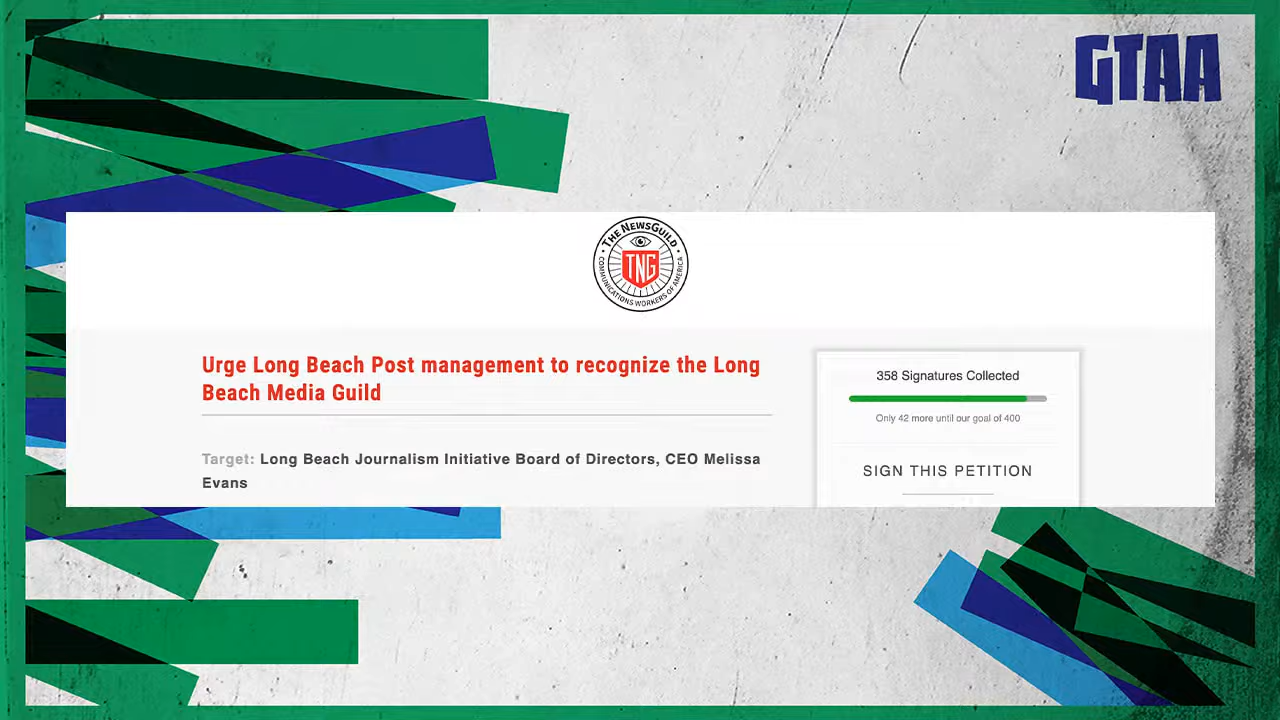 GTAA
THE NEWSGUILD
TNG
COMMUNICATIONS WORKERS OF AMERICA
Urge Long Beach Post management to recognize the Long
Beach Media Guild
Target: Long Beach Journalism Initiative Board of Directors, CEO Melissa
Evans
358 Signatures Collected
Only 42 more until our goal of 400
SIGN THIS PETITION